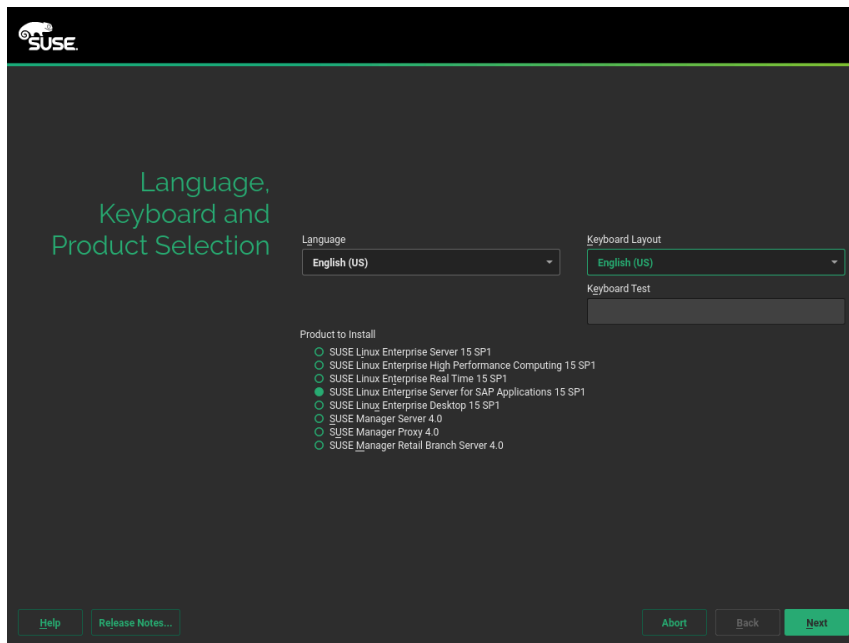 SUSE.
Language,
Keyboard and
Product Selection
Language
English (US)
Keyboard Layout
English (US)
Keyboard Test
Product to Install
SUSE Linux Enterprise Server 15 SP1
SUSE Linux Enterprise High Performance Computing 15 SP1
SUSE Linux Enterprise Real Time 15 SP1
SUSE Linux Enterprise Server for SAP Applications 15 SP1
SUSE Linux Enterprise Desktop 15 SP1
SUSE Manager Server 4.0
SUSE Manager Proxy 4.0
SUSE Manager Retail Branch Server 4.0
Help
Release Notes...
Abort
Back
Next